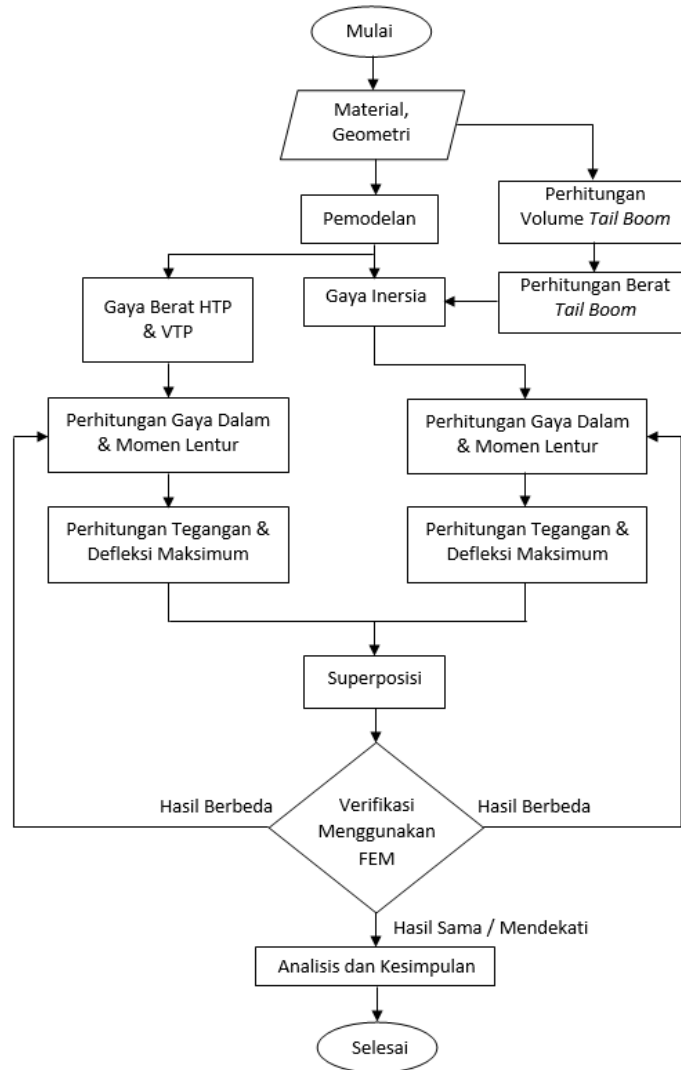 Mulai
Material,
Geometri
Pemodelan
Perhitungan
Volume Tail Boom
Perhitungan Berat
Tail Boom
Gaya Berat HTP
& VTP
Gaya Inersia
Perhitungan Gaya Dalam
& Momen Lentur
Perhitungan Gaya Dalam
& Momen Lentur
Perhitungan Tegangan &
Defleksi Maksimum
Perhitungan Tegangan &
Defleksi Maksimum
Superposisi
Hasil Berbeda
Verifikasi
Menggunakan
FEM
Hasil Berbeda
Hasil Sama / Mendekati
Analisis dan Kesimpulan
Selesai